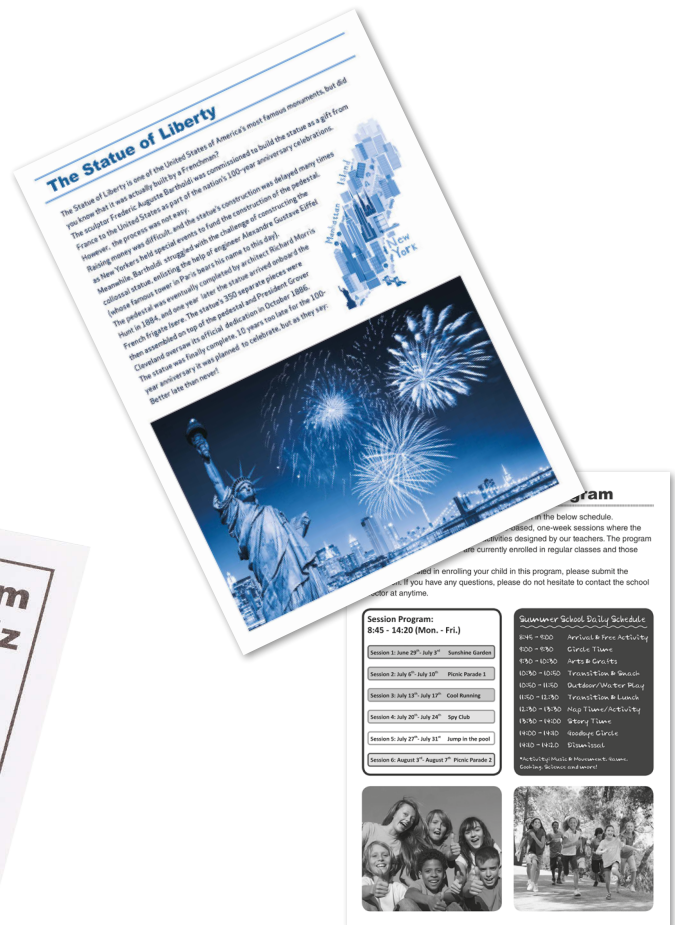 The Statue of Liberty
The Statue of Liberty is one of the United States of America's most famous monuments, but did
you know that it was actually built by a Frenchman?
The sculptor Frederic Auguste Bartholdi was commissioned to build the statue as a gift from
France to the United States as part of the nation's 100-year anniversary celebrations.
However, the process was not easy.
Raising money was difficult, and the statue's construction was delayed many times
as New Yorkers held special events to fund the construction of the pedestal.
Meanwhile, Bartholdi struggled with the challenge of constructing the
collossal statue, enlisting the help of engineer Alexandre Gustave Eiffel
(whose famous tower in Paris bears his name to this day).
The pedestal was eventually completed by architect Richard Morris
Hunt in 1884, and one year later the statue arrived onboard the
French frigate Isere. The statue's 350 separate pieces were
then assembled on top of the pedestal and President Grover
Cleveland oversaw its official dedication in October 1886.
The statue was finally complete, 10 years too late for the 100-
year anniversary it was planned to celebrate, but as they say:
Better late than never!
Manhattan Island
New
York
gram
in the below schedule.
based, one-week sessions where the
activities designed by our teachers. The program
are currently enrolled in regular classes and those
in enrolling your child in this program, please submit the
If you have any questions, please do not hesitate to contact the school
at anytime.
m
z
Session Program:
8:45 - 14:20 (Mon. - Fri.)
Session 1: June 29th- July 3rd Sunshine Garden
Session 2: July 6th- July 10th Picnic Parade 1
Session 3: July 13th- July 17th Cool Running
Session 4: July 20th- July 24th Spy Club
Session 5: July 27th- July 31st Jump in the pool
Session 6: August 3rd- August 7th Picnic Parade 2
Summer School Daily Schedule
8:45 - 9:00 Arrival & Free Activity
9:00 - 9:30 Circle Time
9:30 - 10:30 Arts & Crafts
10:30 - 10:50 Transition & Snack
10:50 - 11:50 Outdoor/Water Play
11:50 - 12:30 Transition & Lunch
12:30 - 13:30 Nap Time/Activity
13:30 - 14:00 Story Time
14:00 - 14:10 Goodbye Circle
14:10 - 14:20 Dismissal
*Activity: Music & Movement, Game,
Cooking, Science and more!